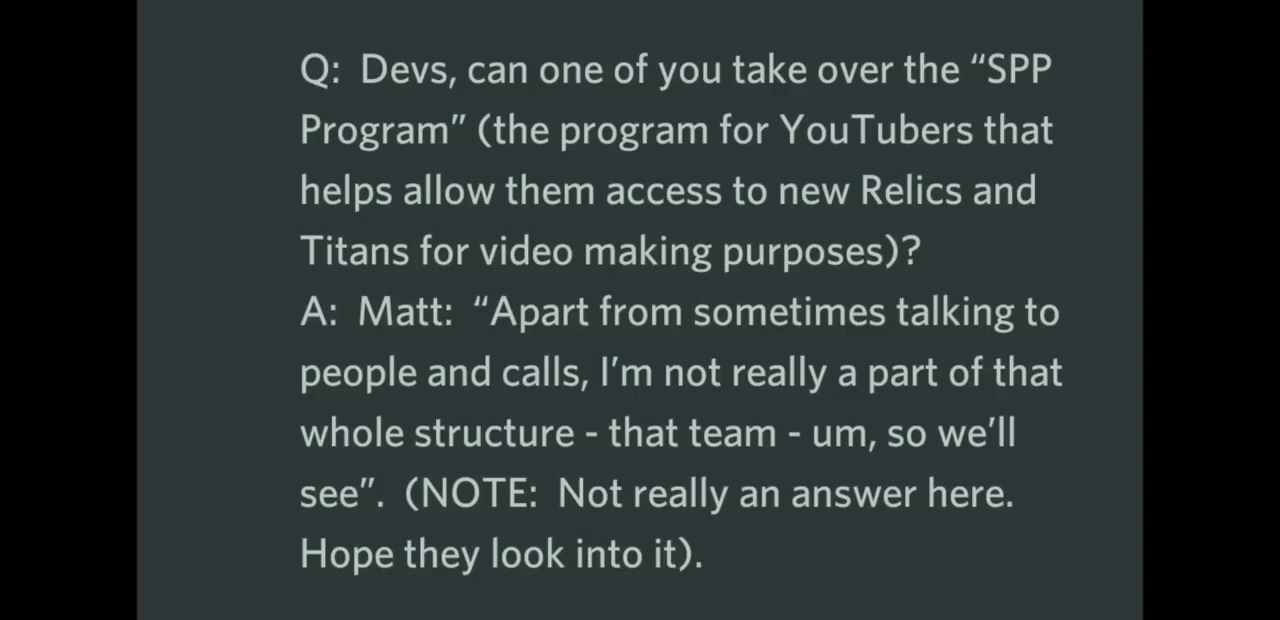 Q:  Devs, can one of you take over the “SPP
Program” (the program for YouTubers that
helps allow them access to new Relics and
Titans for video making purposes)?
A:  Matt:  “Apart from sometimes talking to
people and calls, I’m not really a part of that
whole structure - that team - um, so we’ll
see”.  (NOTE:  Not really an answer here.
Hope they look into it).